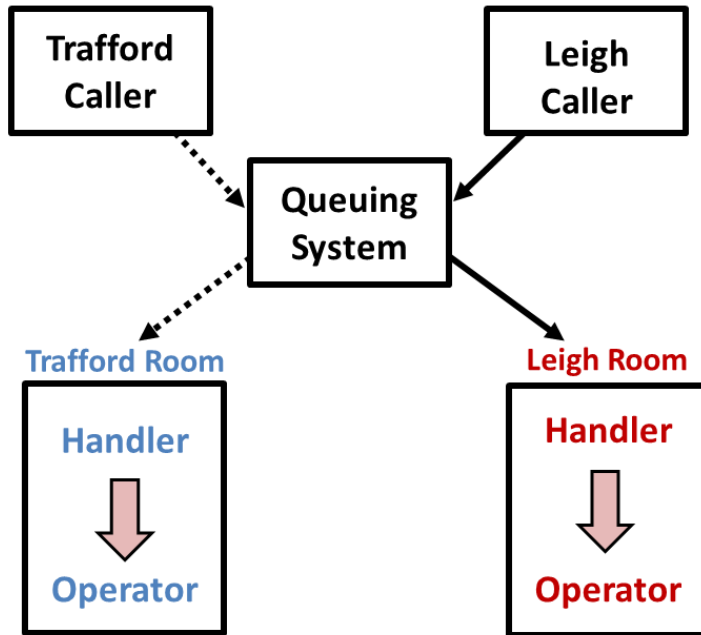 Trafford
Caller
Leigh
Caller
Queuing
System
Trafford Room
Leigh Room
Handler
Operator
Handler
Operator